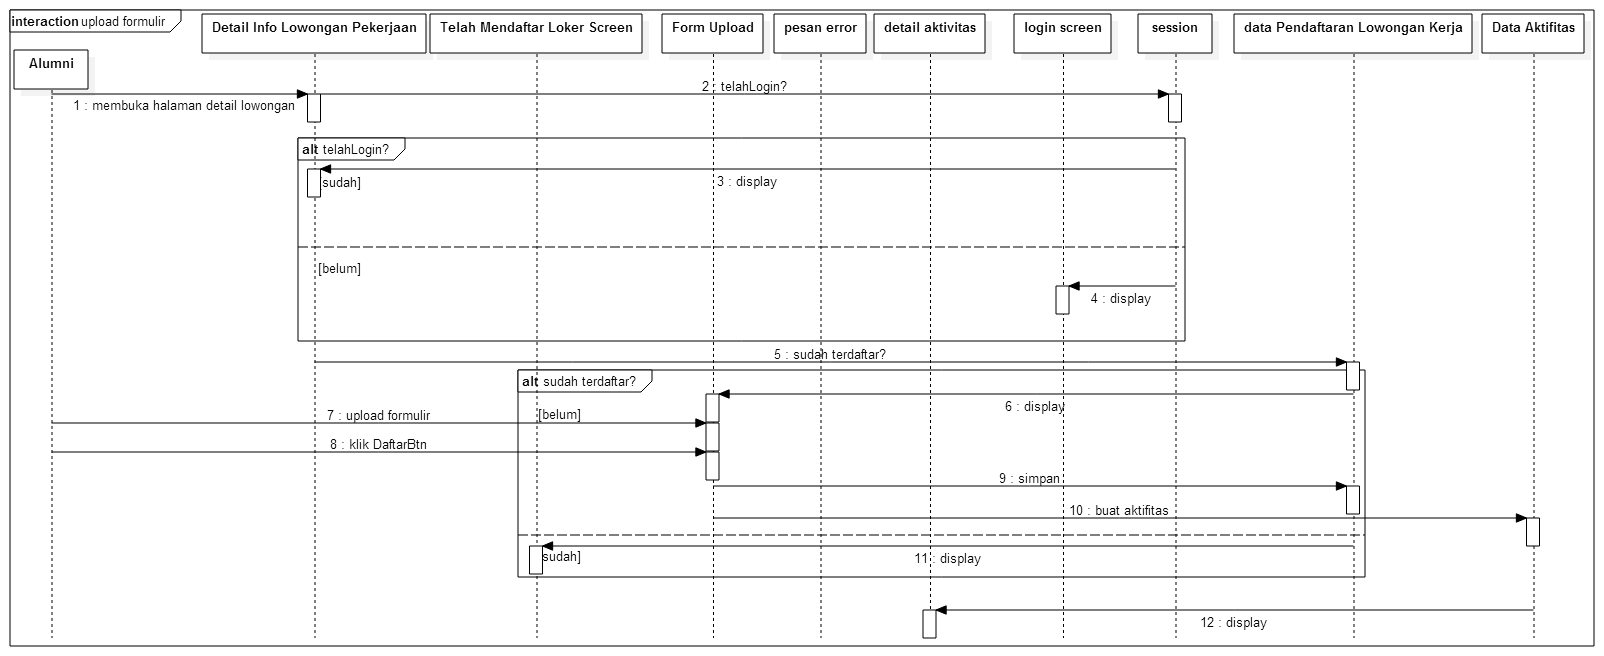 interaction upload formulir
Detail Info Lowongan Pekerjaan
Telah Mendaftar Loker Screen
Form Upload
pesan error
detail aktivitas
login screen
session
data Pendaftaran Lowongan Kerja
Data Aktifitas
Alumni
2 : telahLogin?
1 : membuka halaman detail lowongan
alt telahLogin?
sudah]
3 : display
[belum]
4 : display
5 : sudah terdaftar?
alt sudah terdaftar?
6 : display
7 : upload formulir
[belum]
8 : klik DaftarBtn
9 : simpan
10 : buat aktifitas
sudah]
11 : display
12 : display